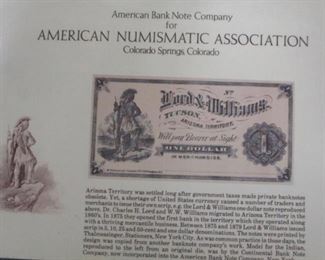 American Bank Note Company
for
AMERICAN NUMISMATIC ASSOCIATION
Colorado Springs, Colorado
No
Lord & Williams.
TUCSON,
ARIZONA TERRITORY.
Will pay Bearer at Sight
ONE DOLLAR
IN MERCHANDISE.
1
Arizona Territory was settled long after government taxes made private banknotes
obsolete. Yet, a shortage of United States currency caused a number of traders and
merchants to issue their own scrip, e.g. the Lord & Williams one dollar note reproduced
above. Dr. Charles H. Lord and W.W. Williams migrated to Arizona Territory in the
1860's. In 1875 they opened the first bank in the territory which they operated along
with a thriving mercantile business. Between 1875 and 1879 Lord & Williams issued
scrip in 5, 10, 25 and 50-cent and one dollar denominations. The notes were printed by
Thalmessinger, Stationers, New York City. As was common practice in those days, the
design was copied from another banknote company's work. Model for the Indian,
reproduced to the left from an original die, was by the Continental Bank Note
Company, now incorporated into the American Bank Note Company, New York